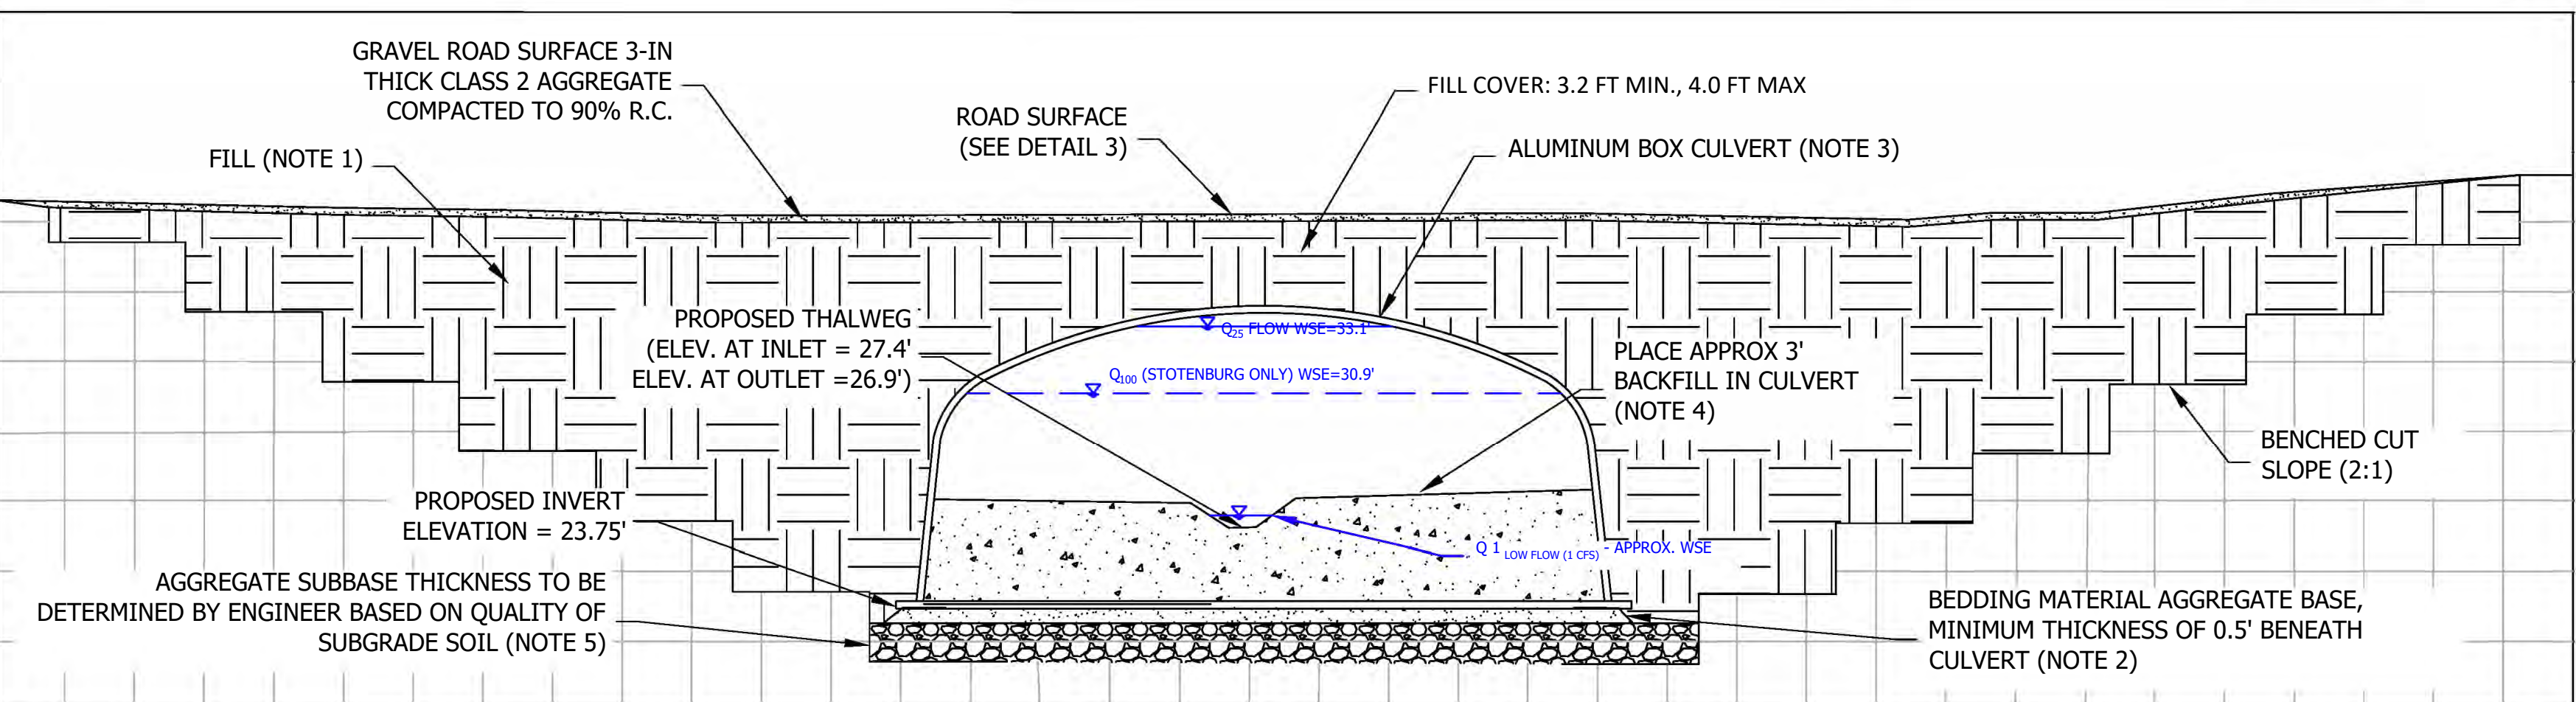 GRAVEL ROAD SURFACE 3-IN
THICK CLASS 2 AGGREGATE
COMPACTED TO 90% R.C.
FILL (NOTE 1)
ROAD SURFACE
(SEE DETAIL 3)
FILL COVER: 3.2 FT MIN., 4.0 FT MAX
ALUMINUM BOX CULVERT (NOTE 3)
PROPOSED THALWEG
(ELEV. AT INLET = 27.4'
ELEV. AT OUTLET =26.9')
Q25 FLOW WSE=33.1'
Q100 (STOTENBURG ONLY) WSE=30.9'
PLACE APPROX 3'
BACKFILL IN CULVERT
(NOTE 4)
BENCHED CUT
SLOPE (2:1)
PROPOSED INVERT
ELEVATION = 23.75'
Q 1 LOW FLOW (1 CFS) - APPROX. WSE
AGGREGATE SUBBASE THICKNESS TO BE
DETERMINED BY ENGINEER BASED ON QUALITY OF
SUBGRADE SOIL (NOTE 5)
BEDDING MATERIAL AGGREGATE BASE,
MINIMUM THICKNESS OF 0.5' BENEATH
CULVERT (NOTE 2)